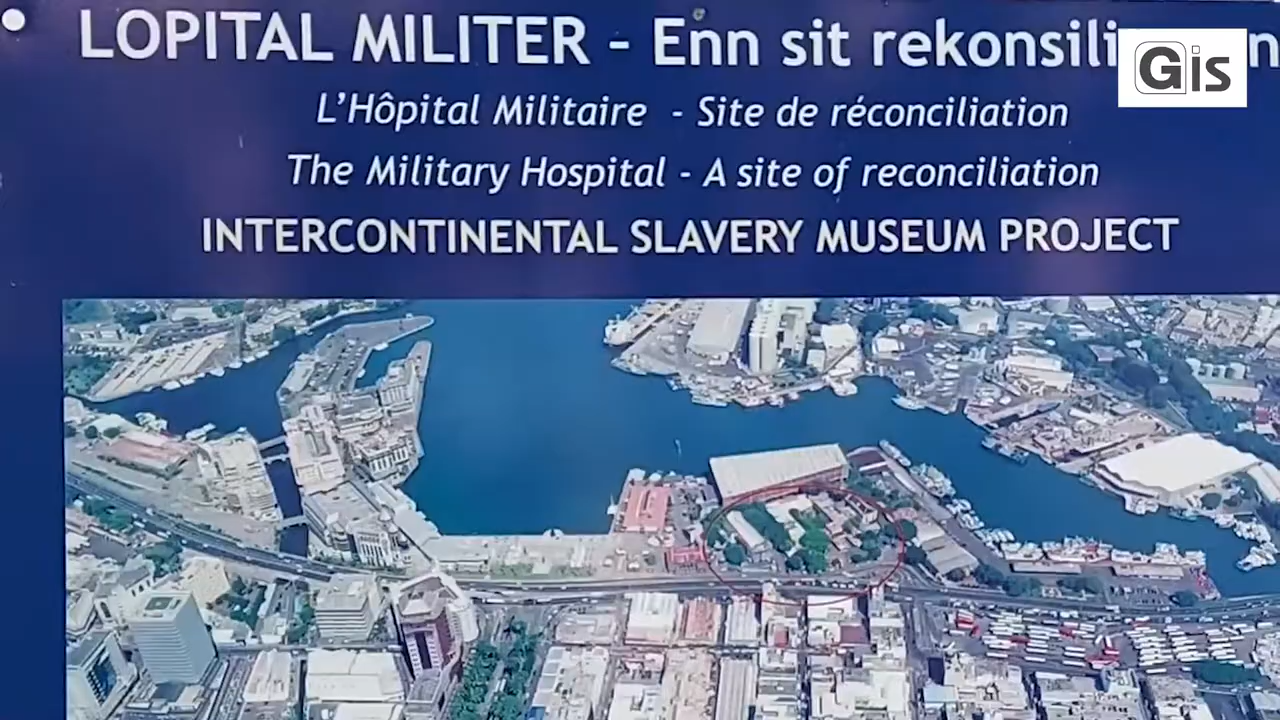 LOPITAL MILITER – Enn sit
Gis
L'Hôpital Militaire - Site de réconciliation
The Military Hospital - A site of reconciliation
INTERCONTINENTAL SLAVERY MUSEUM PROJECT